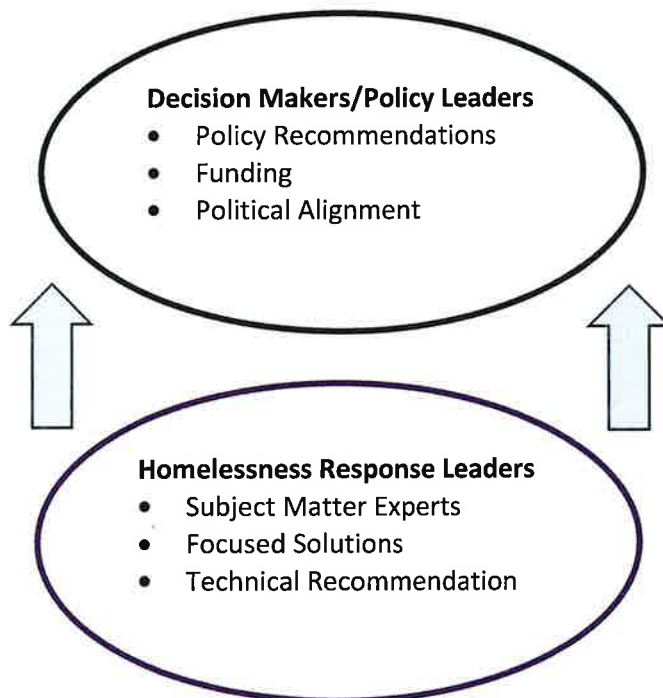 Decision Makers/Policy Leaders
• Policy Recommendations
• Funding
• Political Alignment
Homelessness Response Leaders
• Subject Matter Experts
• Focused Solutions
• Technical Recommendation